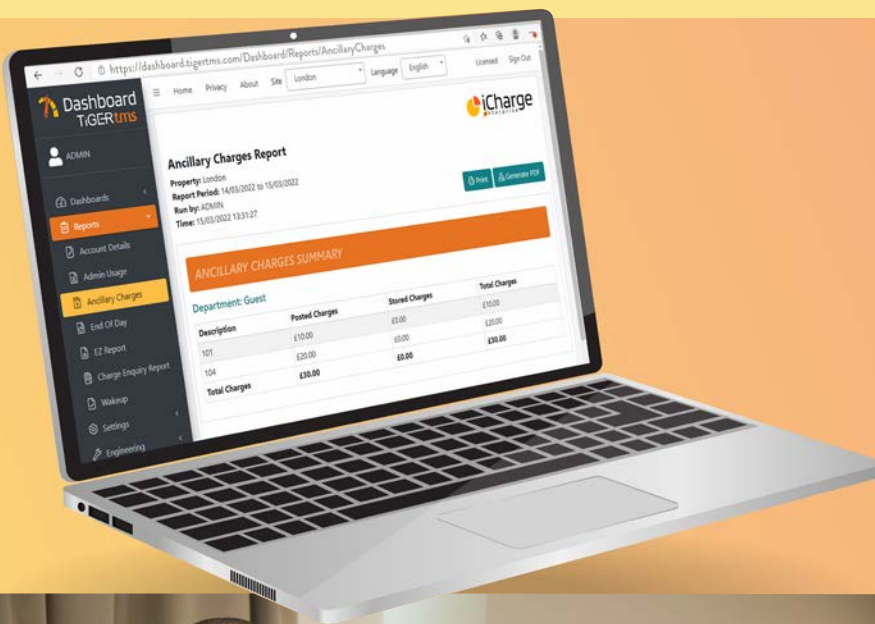 https://dashboard.tigertms.com/Dashboard/Reports/AncillaryCharges
Dashboard
TiGERtms
ADMIN
Dashboards
Reports
Account Details
Admin Usage
Ancillary Charges
End Of Day
EZ Report
Charge Enquiry Report
Wakeup
Settings
Engineering
Home Privacy About Site London Language English Licensed Sign Out
iCharge
enterprise
Ancillary Charges Report
Property: London
Report Period: 14/03/2022 to 15/03/2022
Run by: ADMIN
Time: 15/03/2022 13:31:27
Print Generate PDF
ANCILLARY CHARGES SUMMARY
Department: Guest
Description Posted Charges Stored Charges Total Charges
101 £10.00 £0.00 £10.00
104 £20.00 £0.00 £20.00
Total Charges £30.00 £0.00 £30.00